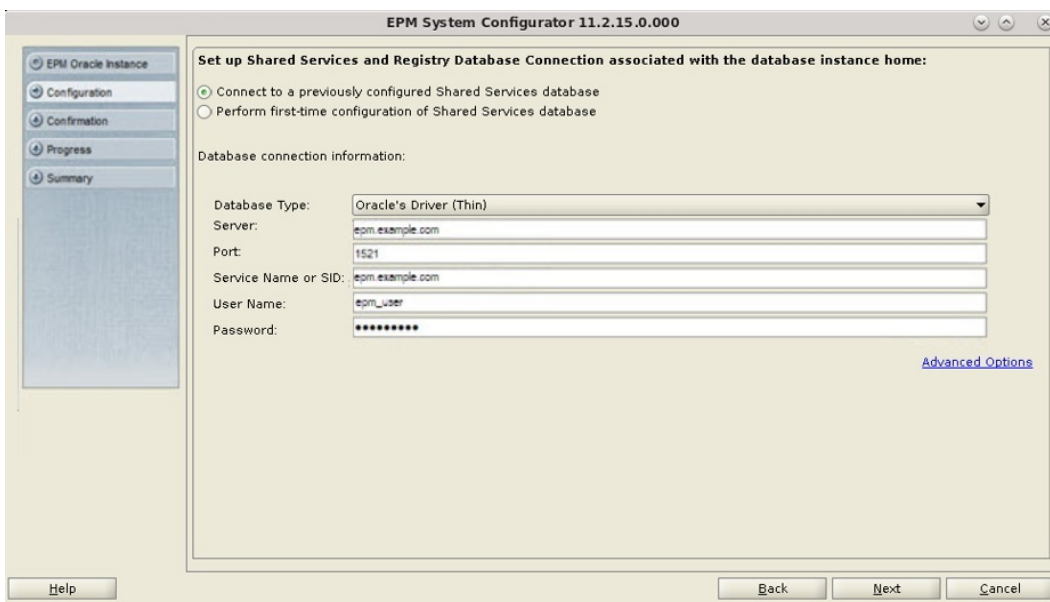 EPM System Configurator 11.2.15.0.000
EPM Oracle Instance
Configuration
Confirmation
Progress
Summary
Set up Shared Services and Registry Database Connection associated with the database instance home:
Connect to a previously configured Shared Services database
Perform first-time configuration of Shared Services database
Database connection information:
Database Type: Oracle's Driver (Thin)
Server: epm.example.com
Port: 1521
Service Name or SID: epm.example.com
User Name: epm_user
Password: •••••••••
Advanced Options
Help Back Next Cancel